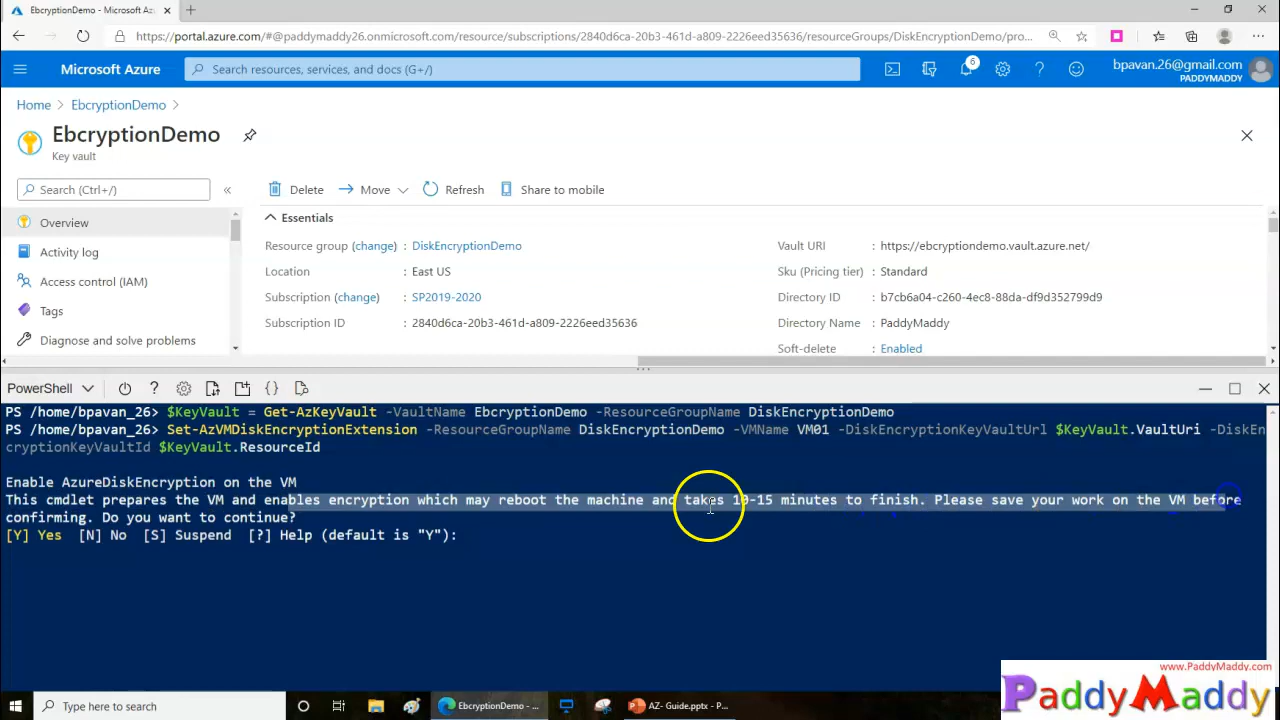 EbcryptionDemo - Microsoft Az
https://portal.azure.com/#@paddymaddy26.onmicrosoft.com/resource/subscriptions/2840d6ca-20b3-461d-a809-2226eed35636/resourceGroups/DiskEncryptionDemo/pro...
Microsoft Azure
Search resources, services, and docs (G+/)
6
bpavan.26@gmail.com
PADDYMADDY
Home > EbcryptionDemo >
EbcryptionDemo
Key vault
Search (Ctrl+/)
«
Delete
Move
Refresh
Share to mobile
Overview
Activity log
Access control (IAM)
Tags
Diagnose and solve problems
Essentials
Resource group (change) : DiskEncryptionDemo
Location : East US
Subscription (change) : SP2019-2020
Subscription ID : 2840d6ca-20b3-461d-a809-2226eed35636
Vault URI : https://ebcryptiondemo.vault.azure.net/
Sku (Pricing tier) : Standard
Directory ID : b7cb6a04-c260-4ec8-88da-df9d352799d9
Directory Name : PaddyMaddy
Soft-delete : Enabled
PowerShell
PS /home/bpavan_26> $KeyVault = Get-AzKeyVault -VaultName EbcryptionDemo -ResourceGroupName DiskEncryptionDemo
PS /home/bpavan_26> Set-AzVMDiskEncryptionExtension -ResourceGroupName DiskEncryptionDemo -VMName VM01 -DiskEncryptionKeyVaultUrl $KeyVault.VaultUri -DiskEn
cryptionKeyVaultId $KeyVault.ResourceId
Enable AzureDiskEncryption on the VM
This cmdlet prepares the VM and enables encryption which may reboot the machine and takes 10-15 minutes to finish. Please save your work on the VM before
confirming. Do you want to continue?
[Y] Yes [N] No [S] Suspend [?] Help (default is "Y"):
www.PaddyMaddy.com
PaddyMaddy
Type here to search
EbcryptionDemo - ...
AZ- Guide.pptx - P...